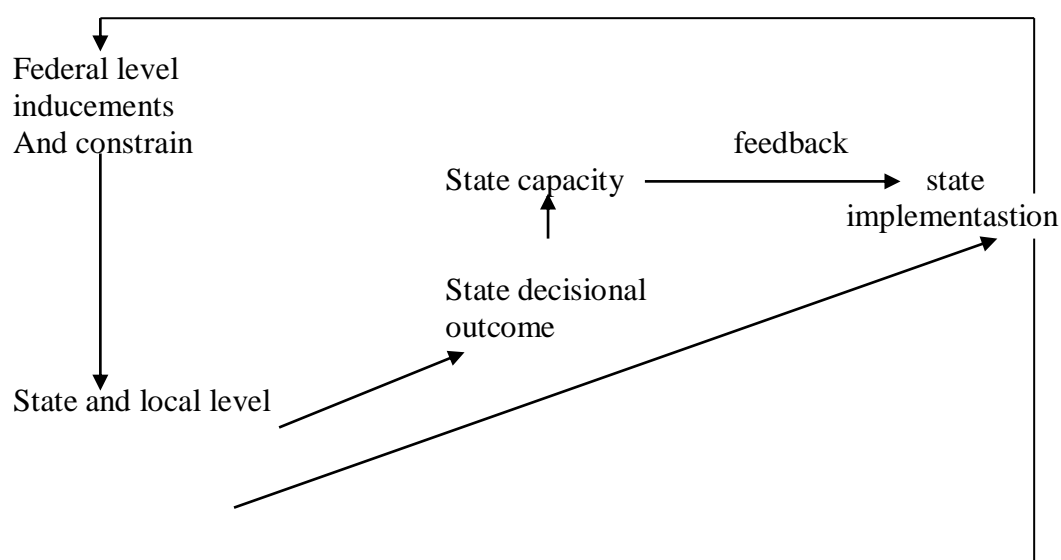 Federal level
inducements
And constrain
feedback
State capacity
state
implementastion
State decisional
outcome
State and local level